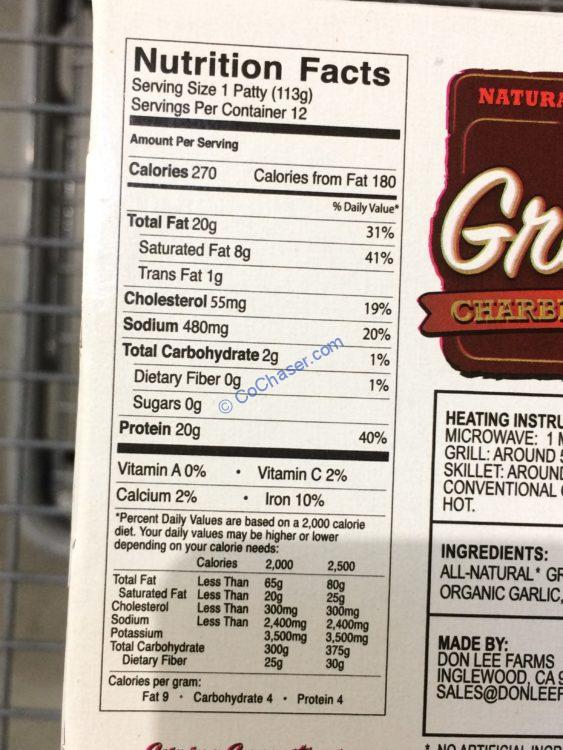 Nutrition Facts
Serving Size 1 Patty (113g)
Servings Per Container 12
Amount Per Serving
Calories 270 Calories from Fat 180
% Daily Value*
Total Fat 20g 31%
Saturated Fat 8g 41%
Trans Fat 1g
Cholesterol 55mg 19%
Sodium 480mg 20%
Total Carbohydrate 2g 1%
Dietary Fiber 0g 1%
Sugars 0g
Protein 20g 40%
Vitamin A 0% • Vitamin C 2%
Calcium 2% • Iron 10%
*Percent Daily Values are based on a 2,000 calorie
diet. Your daily values may be higher or lower
depending on your calorie needs:
Calories 2,000 2,500
Total Fat Less Than 65g 80g
Saturated Fat Less Than 20g 25g
Cholesterol Less Than 300mg 300mg
Sodium Less Than 2,400mg 2,400mg
Potassium 3,500mg 3,500mg
Total Carbohydrate 300g 375g
Dietary Fiber 25g 30g
Calories per gram:
Fat 9 • Carbohydrate 4 • Protein 4
© CoChaser.com
NATURA
Gr
CHARB
HEATING INSTRU
MICROWAVE: 1 M
GRILL: AROUND 5
SKILLET: AROUND
CONVENTIONAL
HOT.
INGREDIENTS:
ALL-NATURAL* GR
ORGANIC GARLIC,
MADE BY:
DON LEE FARMS
INGLEWOOD, CA 9
SALES@DONLEEF